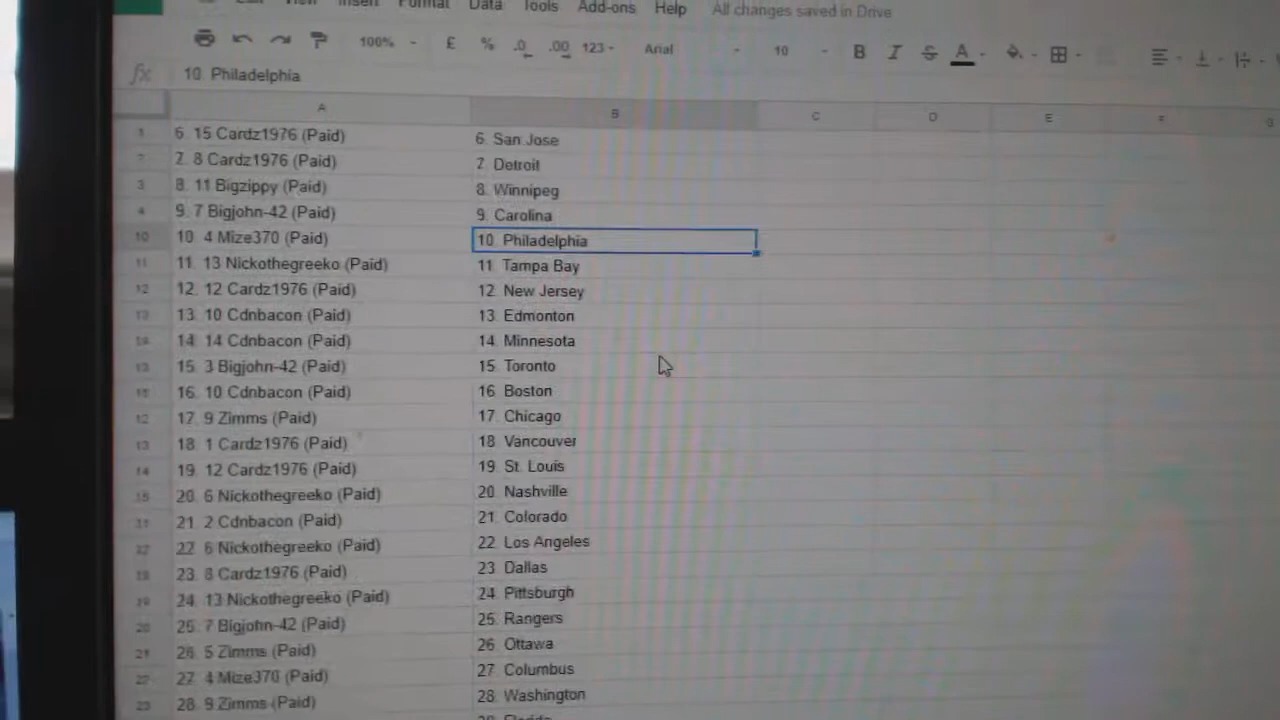 Format Data Tools Add-ons Help All changes saved in Drive
100% £ % .0 .00 123 Arial 10 B I S A
fx 10. Philadelphia
A B C D E F
6. 15 Cardz1976 (Paid) 6. San Jose
7. 8 Cardz1976 (Paid) 7. Detroit
8. 11 Bigzippy (Paid) 8. Winnipeg
9. 7 Bigjohn-42 (Paid) 9. Carolina
10 10. 4 Mize370 (Paid) 10. Philadelphia
11 11. 13 Nickothegreeko (Paid) 11. Tampa Bay
12 12. 12 Cardz1976 (Paid) 12. New Jersey
13. 10 Cdnbacon (Paid) 13. Edmonton
14. 14 Cdnbacon (Paid) 14. Minnesota
15. 3 Bigjohn-42 (Paid) 15. Toronto
16. 10 Cdnbacon (Paid) 16. Boston
17. 9 Zimms (Paid) 17. Chicago
18. 1 Cardz1976 (Paid) 18. Vancouver
19. 12 Cardz1976 (Paid) 19. St. Louis
20. 6 Nickothegreeko (Paid) 20. Nashville
21. 2 Cdnbacon (Paid) 21. Colorado
22. 6 Nickothegreeko (Paid) 22. Los Angeles
23. 8 Cardz1976 (Paid) 23. Dallas
24. 13 Nickothegreeko (Paid) 24. Pittsburgh
25. 7 Bigjohn-42 (Paid) 25. Rangers
26. 5 Zimms (Paid) 26. Ottawa
27. 4 Mize370 (Paid) 27. Columbus
28. 9 Zimms (Paid) 28. Washington